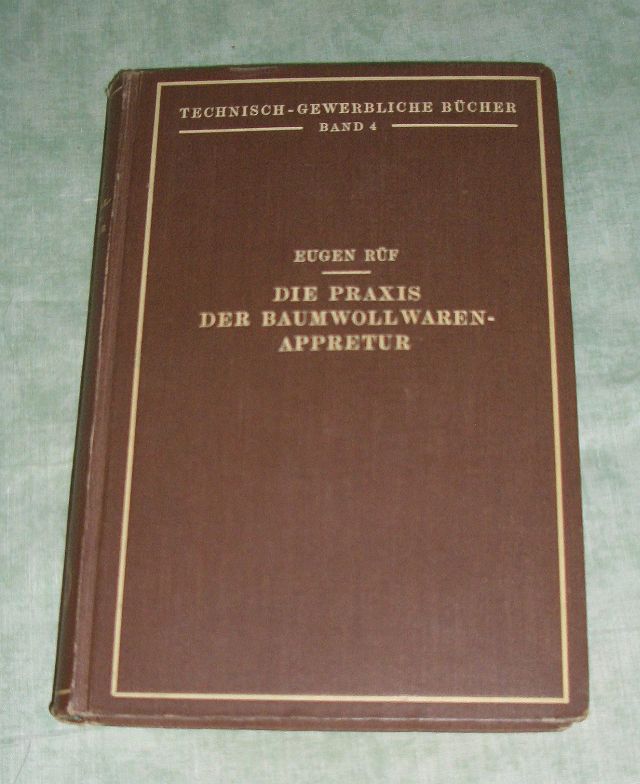 TECHNISCH-GEWERBLICHE BÜCHER
BAND 4
EUGEN RÜF
DIE PRAXIS
DER BAUMWOLLWAREN-
APPRETUR